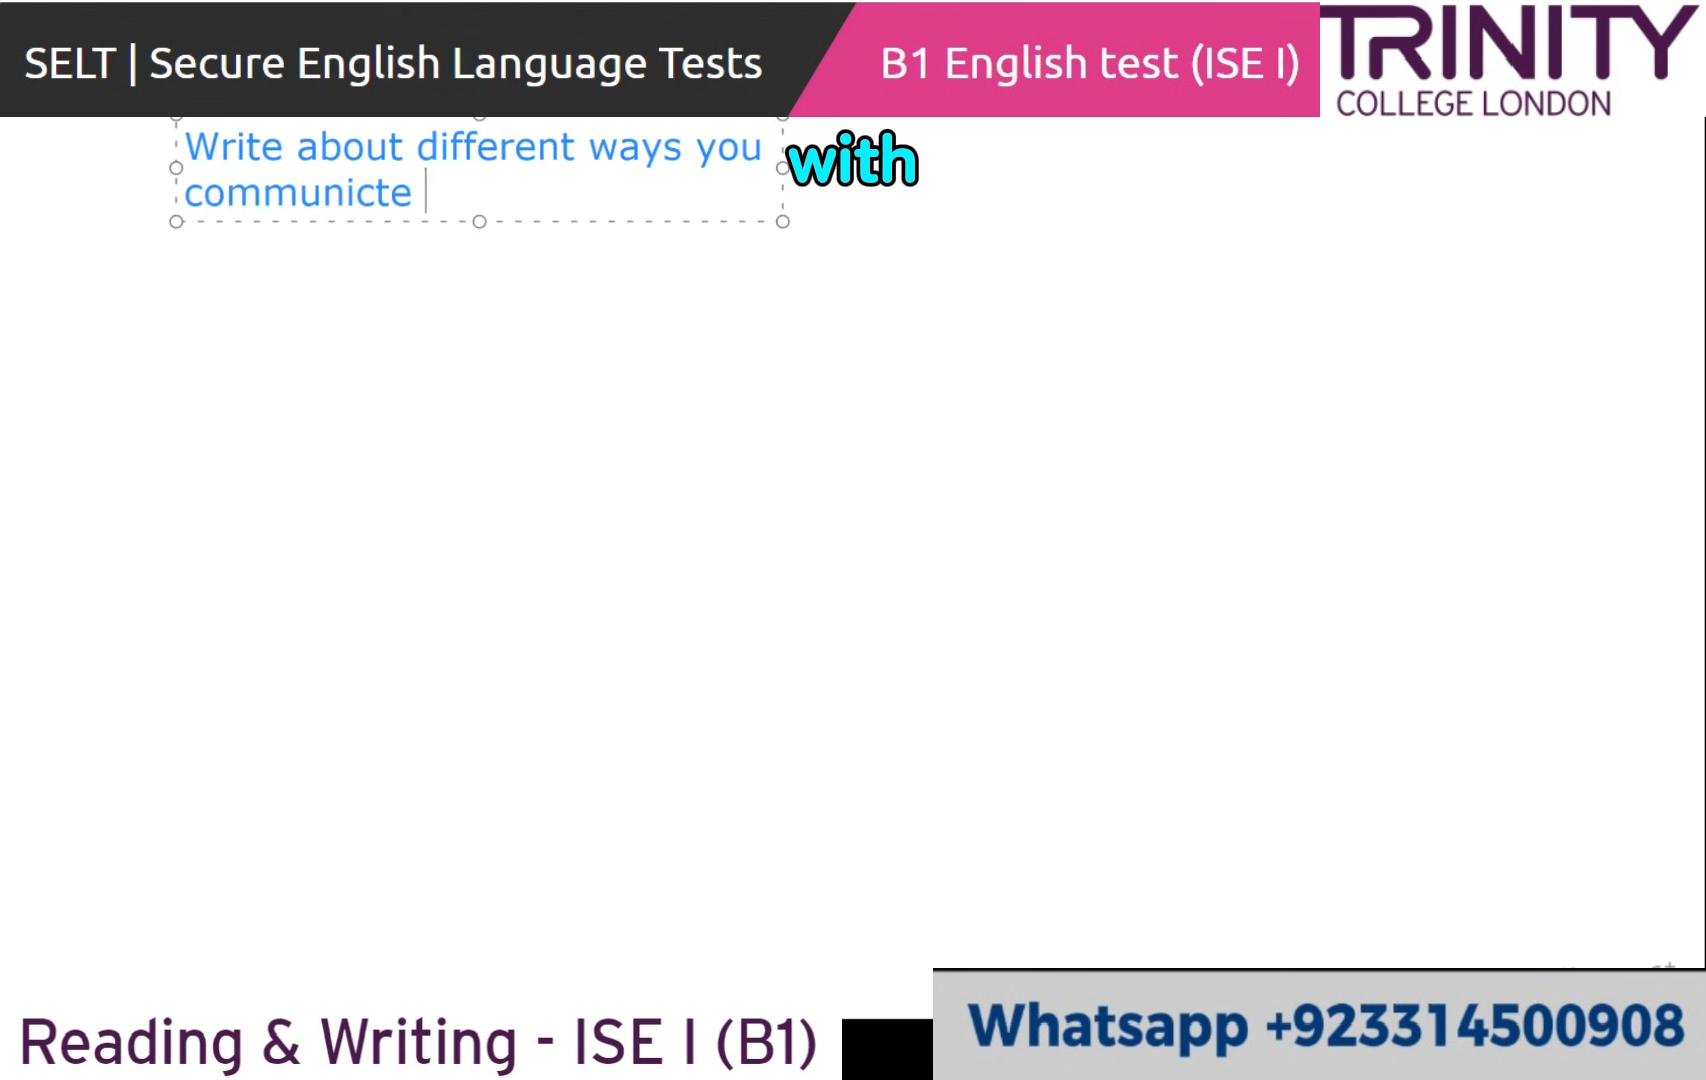 SELT | Secure English Language Tests
B1 English test (ISE I)
TRINITY
COLLEGE LONDON
Write about different ways you
communicte
with
Reading & Writing - ISE I (B1)
Whatsapp +923314500908